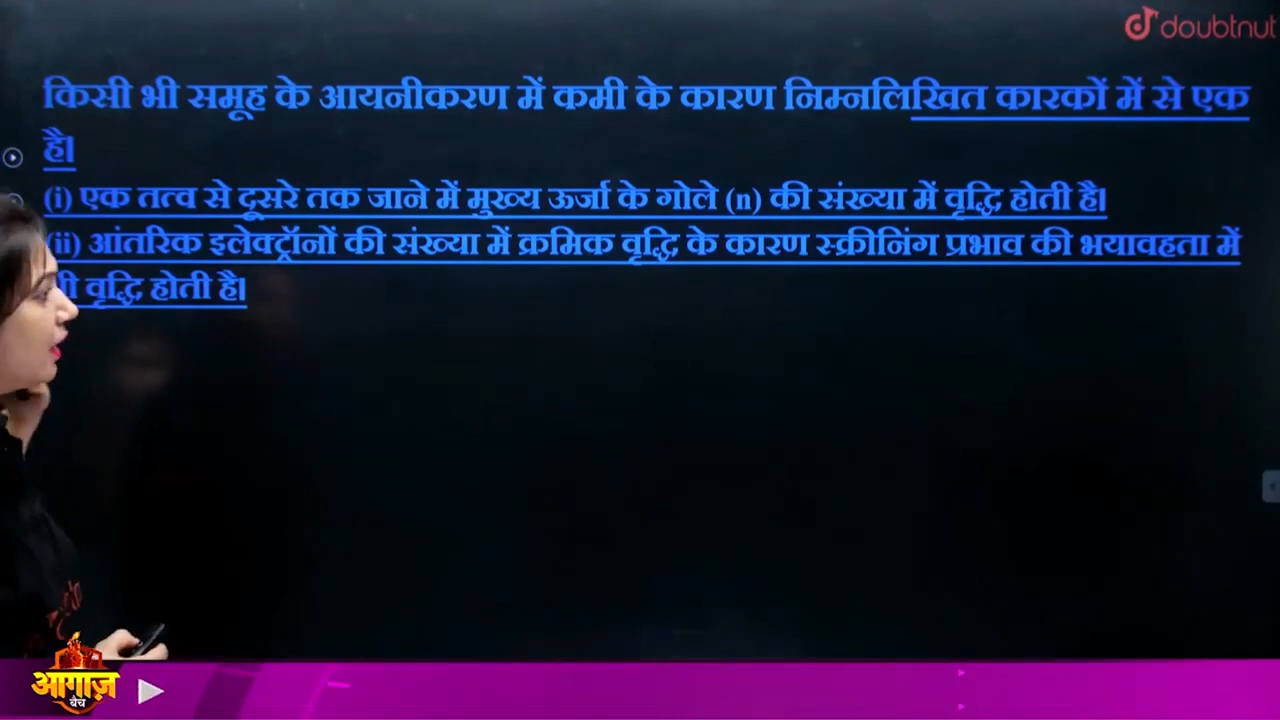 doubtnut
किसी भी समूह के आयनीकरण में कमी के कारण निम्नलिखित कारकों में से एक
है।
(i) एक तत्व से दूसरे तक जाने में मुख्य ऊर्जा के गोले (n) की संख्या में वृद्धि होती है।
(ii) आंतरिक इलेक्ट्रॉनों की संख्या में क्रमिक वृद्धि के कारण स्क्रीनिंग प्रभाव की भयावहता में
वृद्धि होती है।
आगाज़
बैच